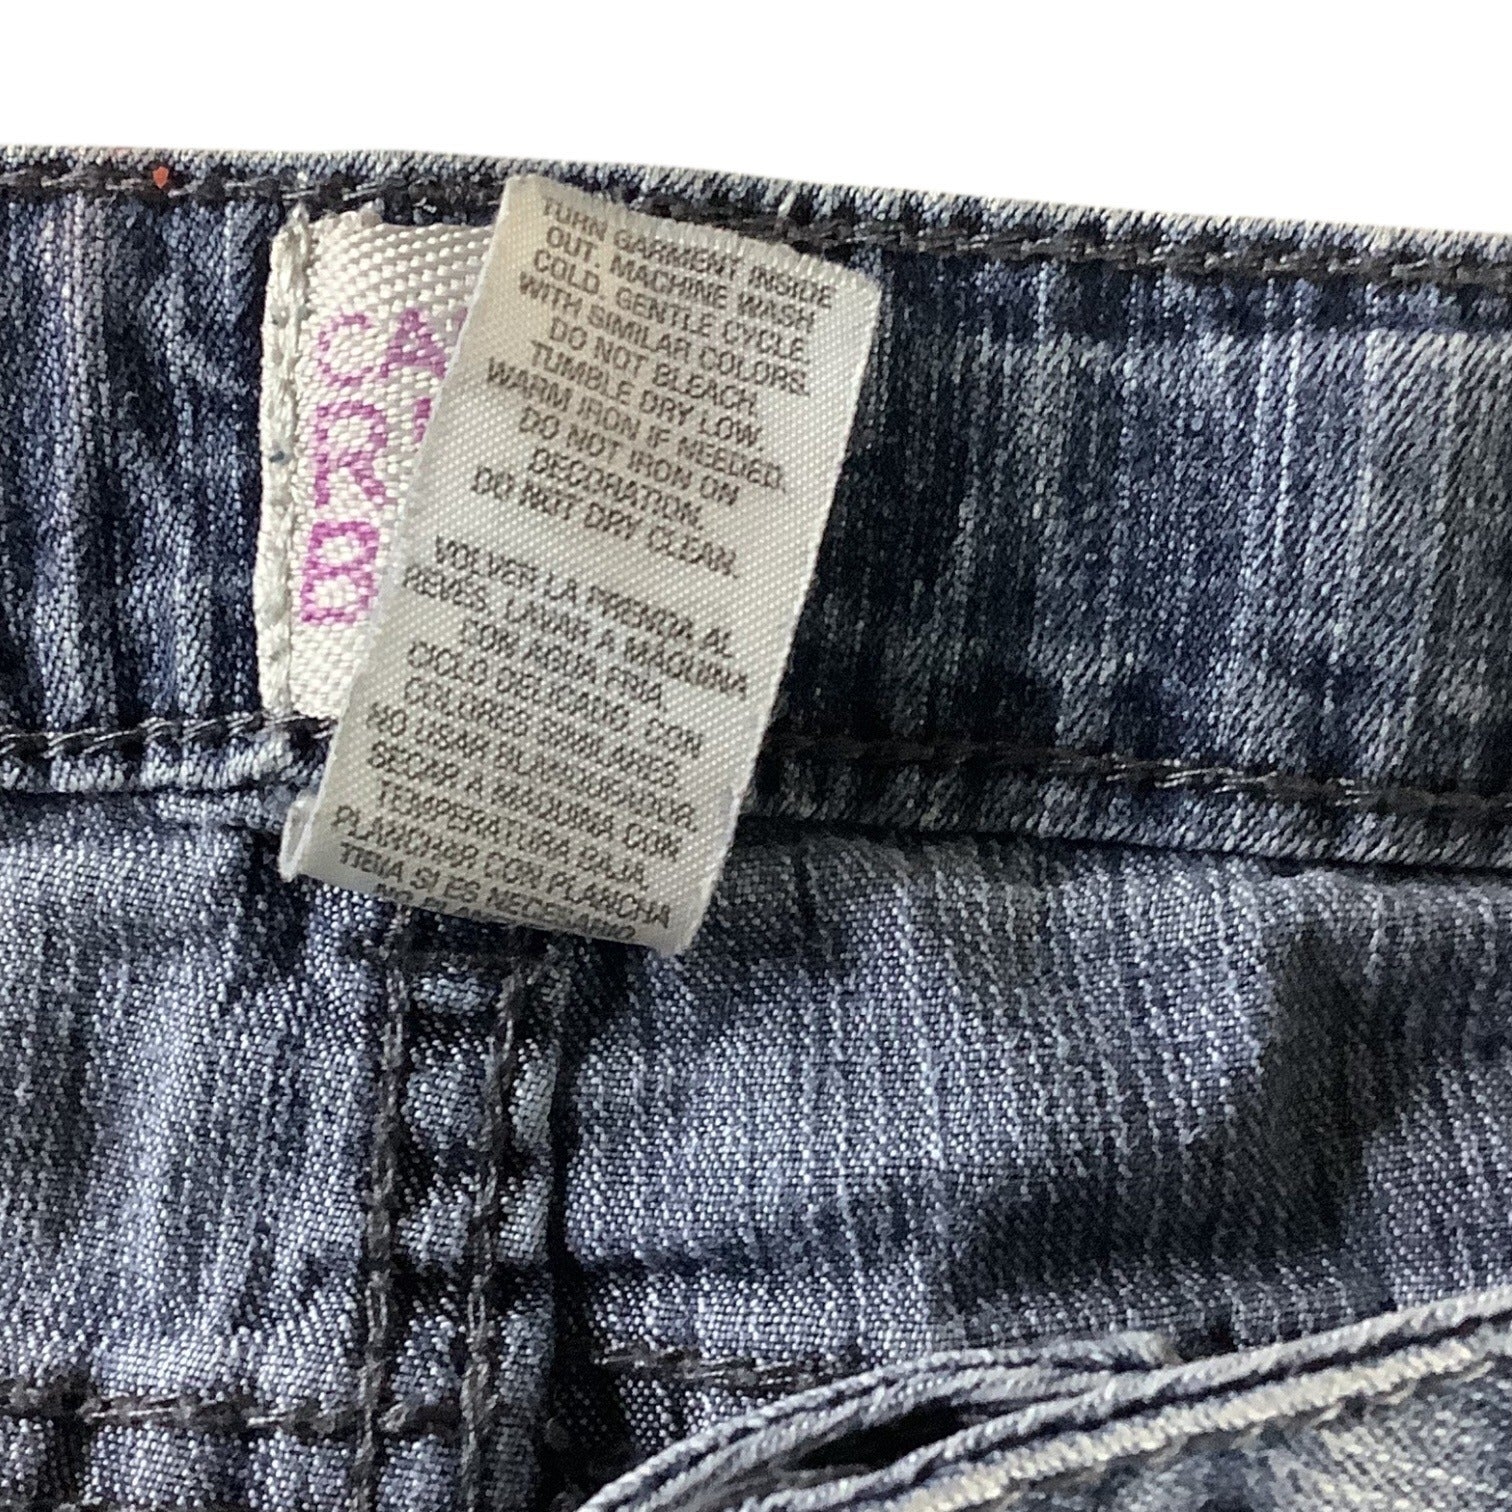 CA
R
B
TURN GARMENT INSIDE
OUT. MACHINE WASH
COLD. GENTLE CYCLE.
WITH SIMILAR COLORS.
DO NOT BLEACH.
TUMBLE DRY LOW.
WARM IRON IF NEEDED.
DO NOT IRON ON
DECORATION.
DO NOT DRY CLEAN.
VOLVER LA PRENDA AL
REVES, LAVAR A MAQUINA
CON AGUA FRIA
CICLO DELICADO, CON
COLORES SIMILARES.
NO USAR BLANQUEADOR.
SECAR A MAQUINA CON
TEMPERATURA BAJA.
PLANCHAR CON PLANCHA
TIBIA SI ES NECESARIO